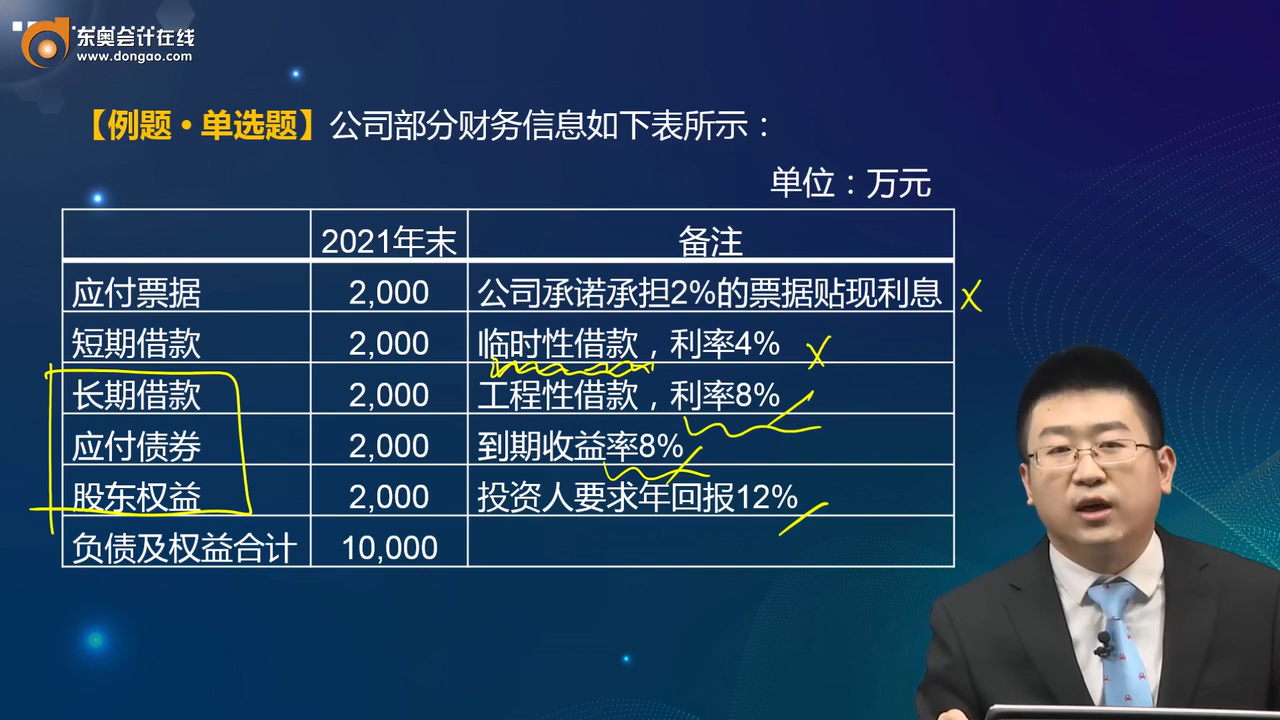 东奥会计在线
www.dongao.com
【例题•单选题】公司部分财务信息如下表所示：
单位：万元
2021年末 备注
应付票据 2,000 公司承诺承担2%的票据贴现利息
短期借款 2,000 临时性借款，利率4%
长期借款 2,000 工程性借款，利率8%
应付债券 2,000 到期收益率8%
股东权益 2,000 投资人要求年回报12%
负债及权益合计 10,000